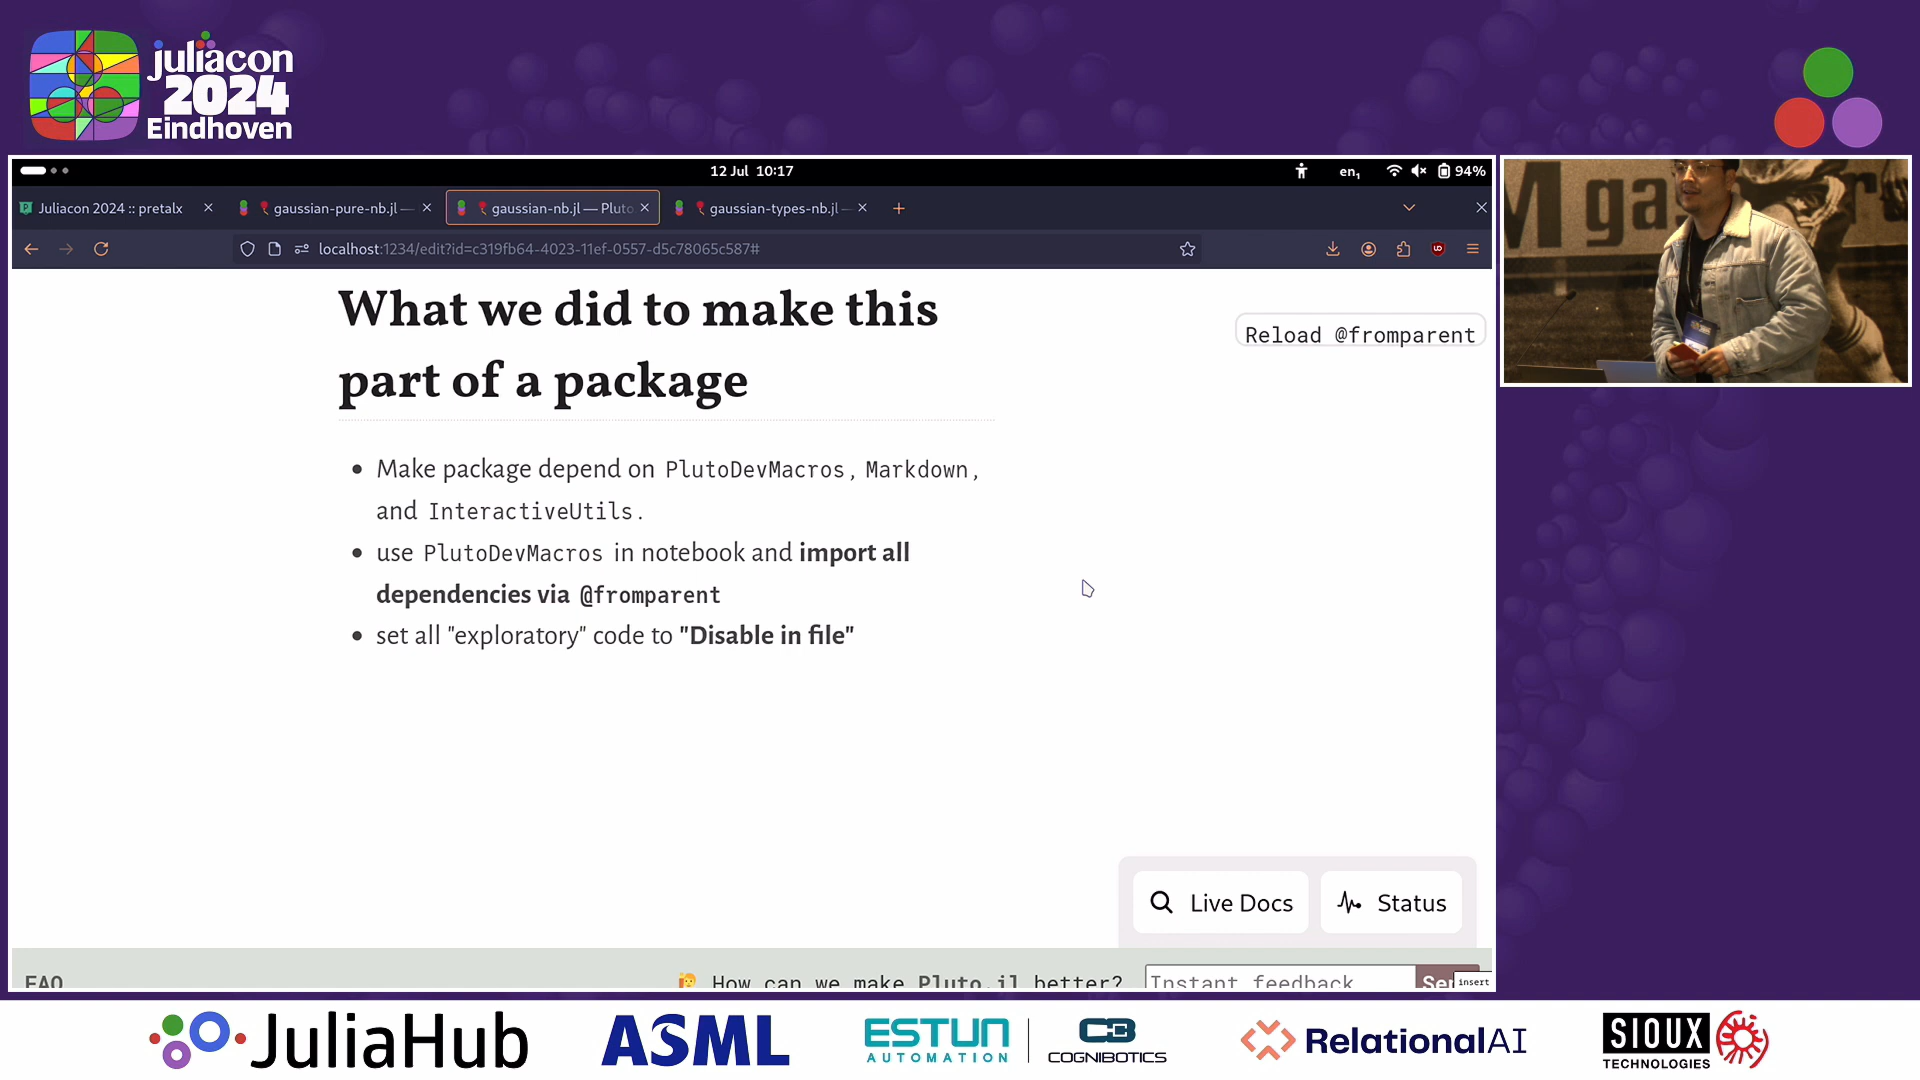 juliacon
2024
Eindhoven
12 Jul 10:17
en1
94%
Juliacon 2024 :: pretalx
gaussian-pure-nb.jl —
gaussian-nb.jl — Pluto
gaussian-types-nb.jl —
localhost:1234/edit?id=c319fb64-4023-11ef-0557-d5c78065c587#
What we did to make this
part of a package
Reload @fromparent
• Make package depend on PlutoDevMacros, Markdown,
and InteractiveUtils.
• use PlutoDevMacros in notebook and import all
dependencies via @fromparent
• set all "exploratory" code to "Disable in file"
Live Docs
Status
FAQ
How can we make Pluto.jl better?
Instant feedback
insert
M gas
JuliaHub
ASML
ESTUN
AUTOMATION
COGNIBOTICS
RelationalAI
SIOUX
TECHNOLOGIES